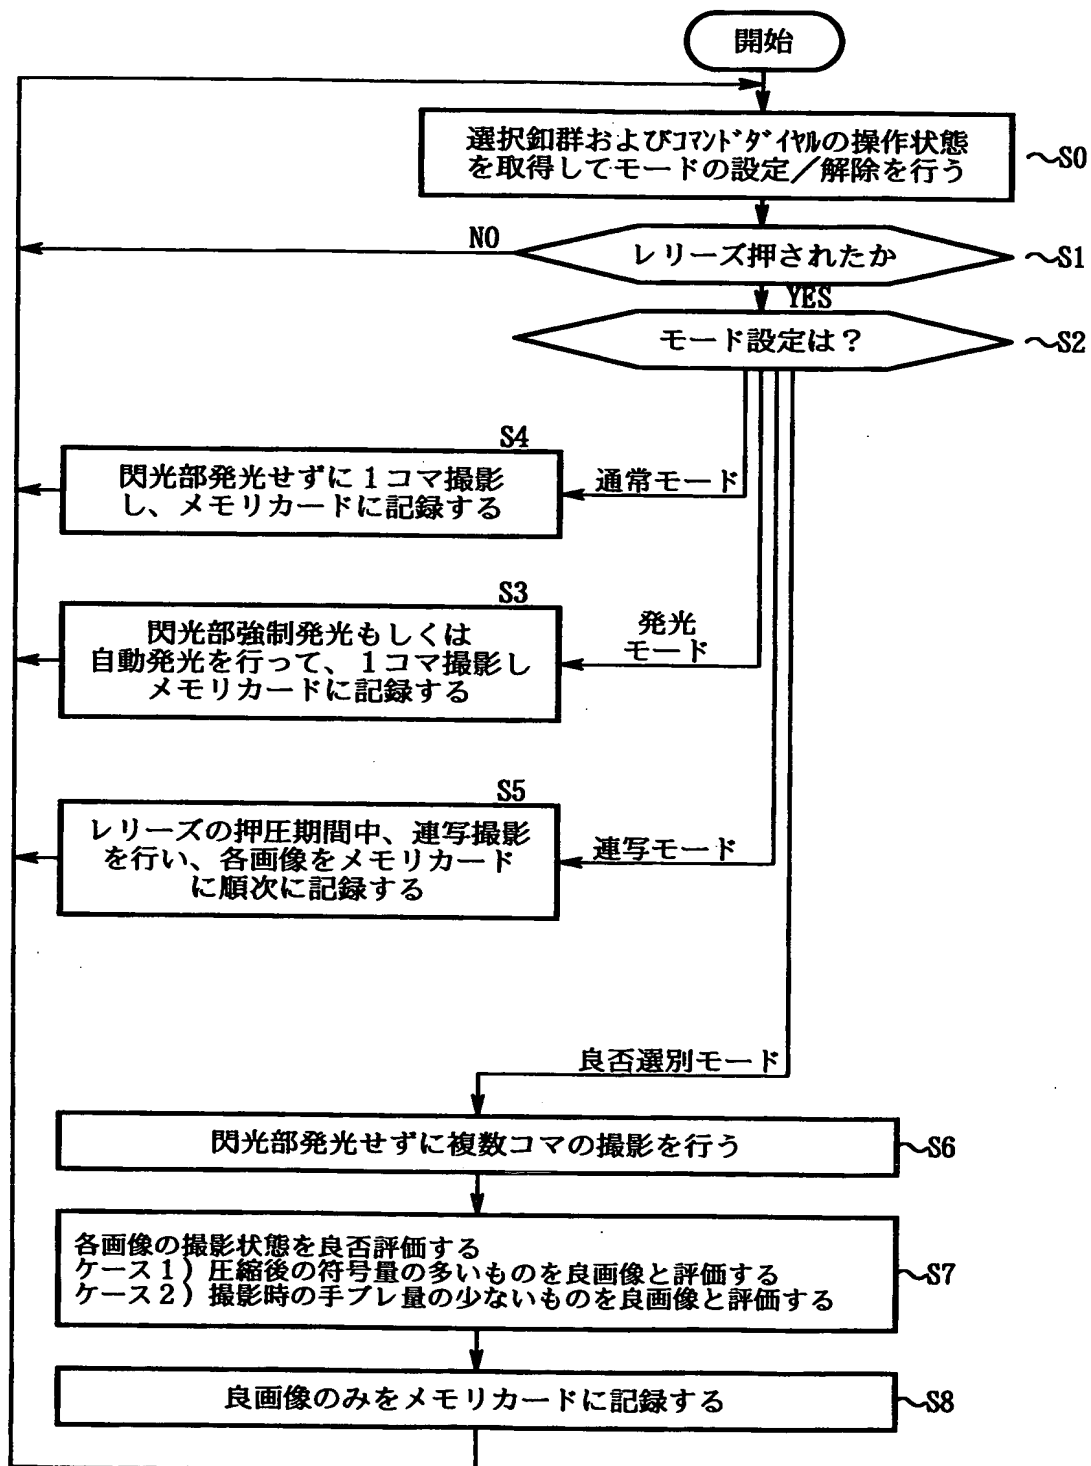 開始
選択釦群およびｺﾏﾝﾄﾞﾀﾞｲﾔﾙの操作状態
を取得してモードの設定／解除を行う
～S0
NO
レリーズ押されたか
～S1
YES
モード設定は？
～S2
S4
閃光部発光せずに１コマ撮影
し、メモリカードに記録する
通常モード
S3
閃光部強制発光もしくは
自動発光を行って、１コマ撮影し
メモリカードに記録する
発光
モード
S5
レリーズの押圧期間中、連写撮影
を行い、各画像をメモリカード
に順次に記録する
連写モード
良否選別モード
閃光部発光せずに複数コマの撮影を行う
～S6
各画像の撮影状態を良否評価する
ケース１）圧縮後の符号量の多いものを良画像と評価する
ケース２）撮影時の手ブレ量の少ないものを良画像と評価する
～S7
良画像のみをメモリカードに記録する
～S8